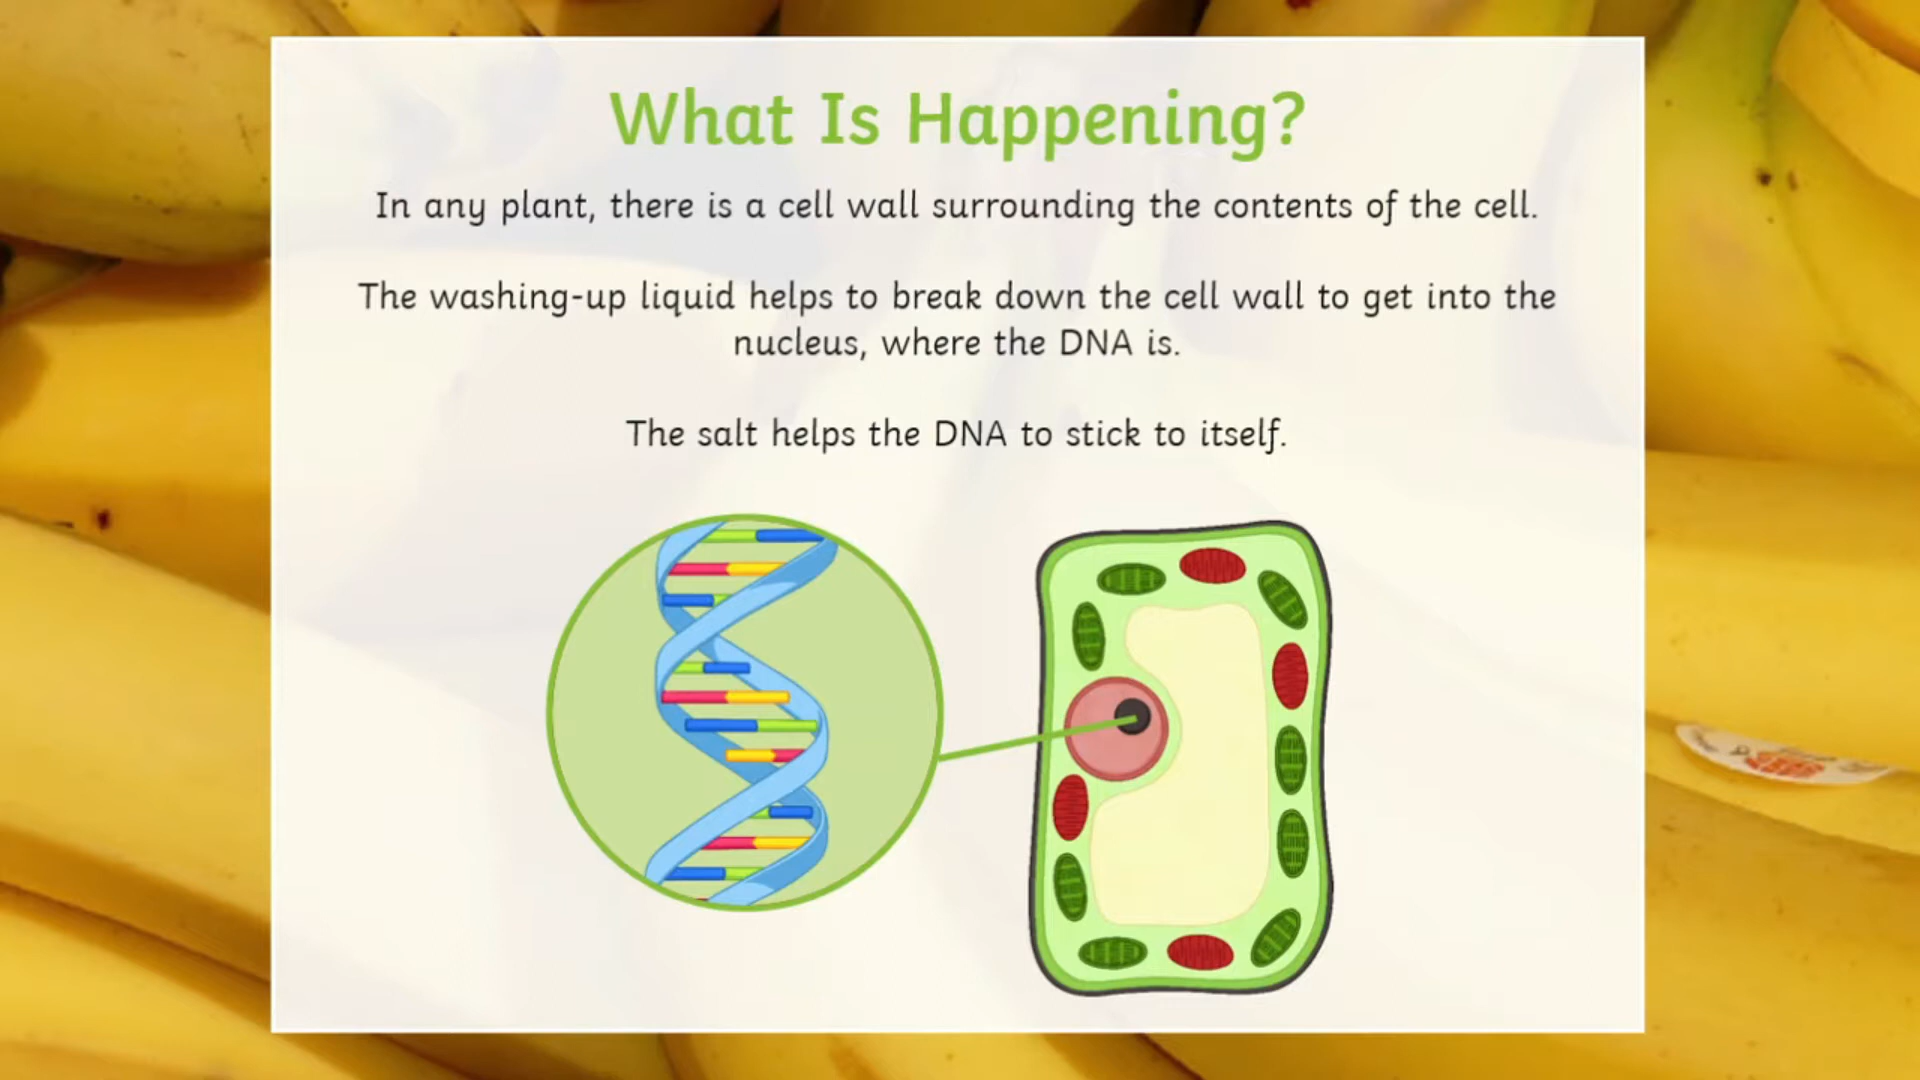 What Is Happening?
In any plant, there is a cell wall surrounding the contents of the cell.
The washing-up liquid helps to break down the cell wall to get into the
nucleus, where the DNA is.
The salt helps the DNA to stick to itself.